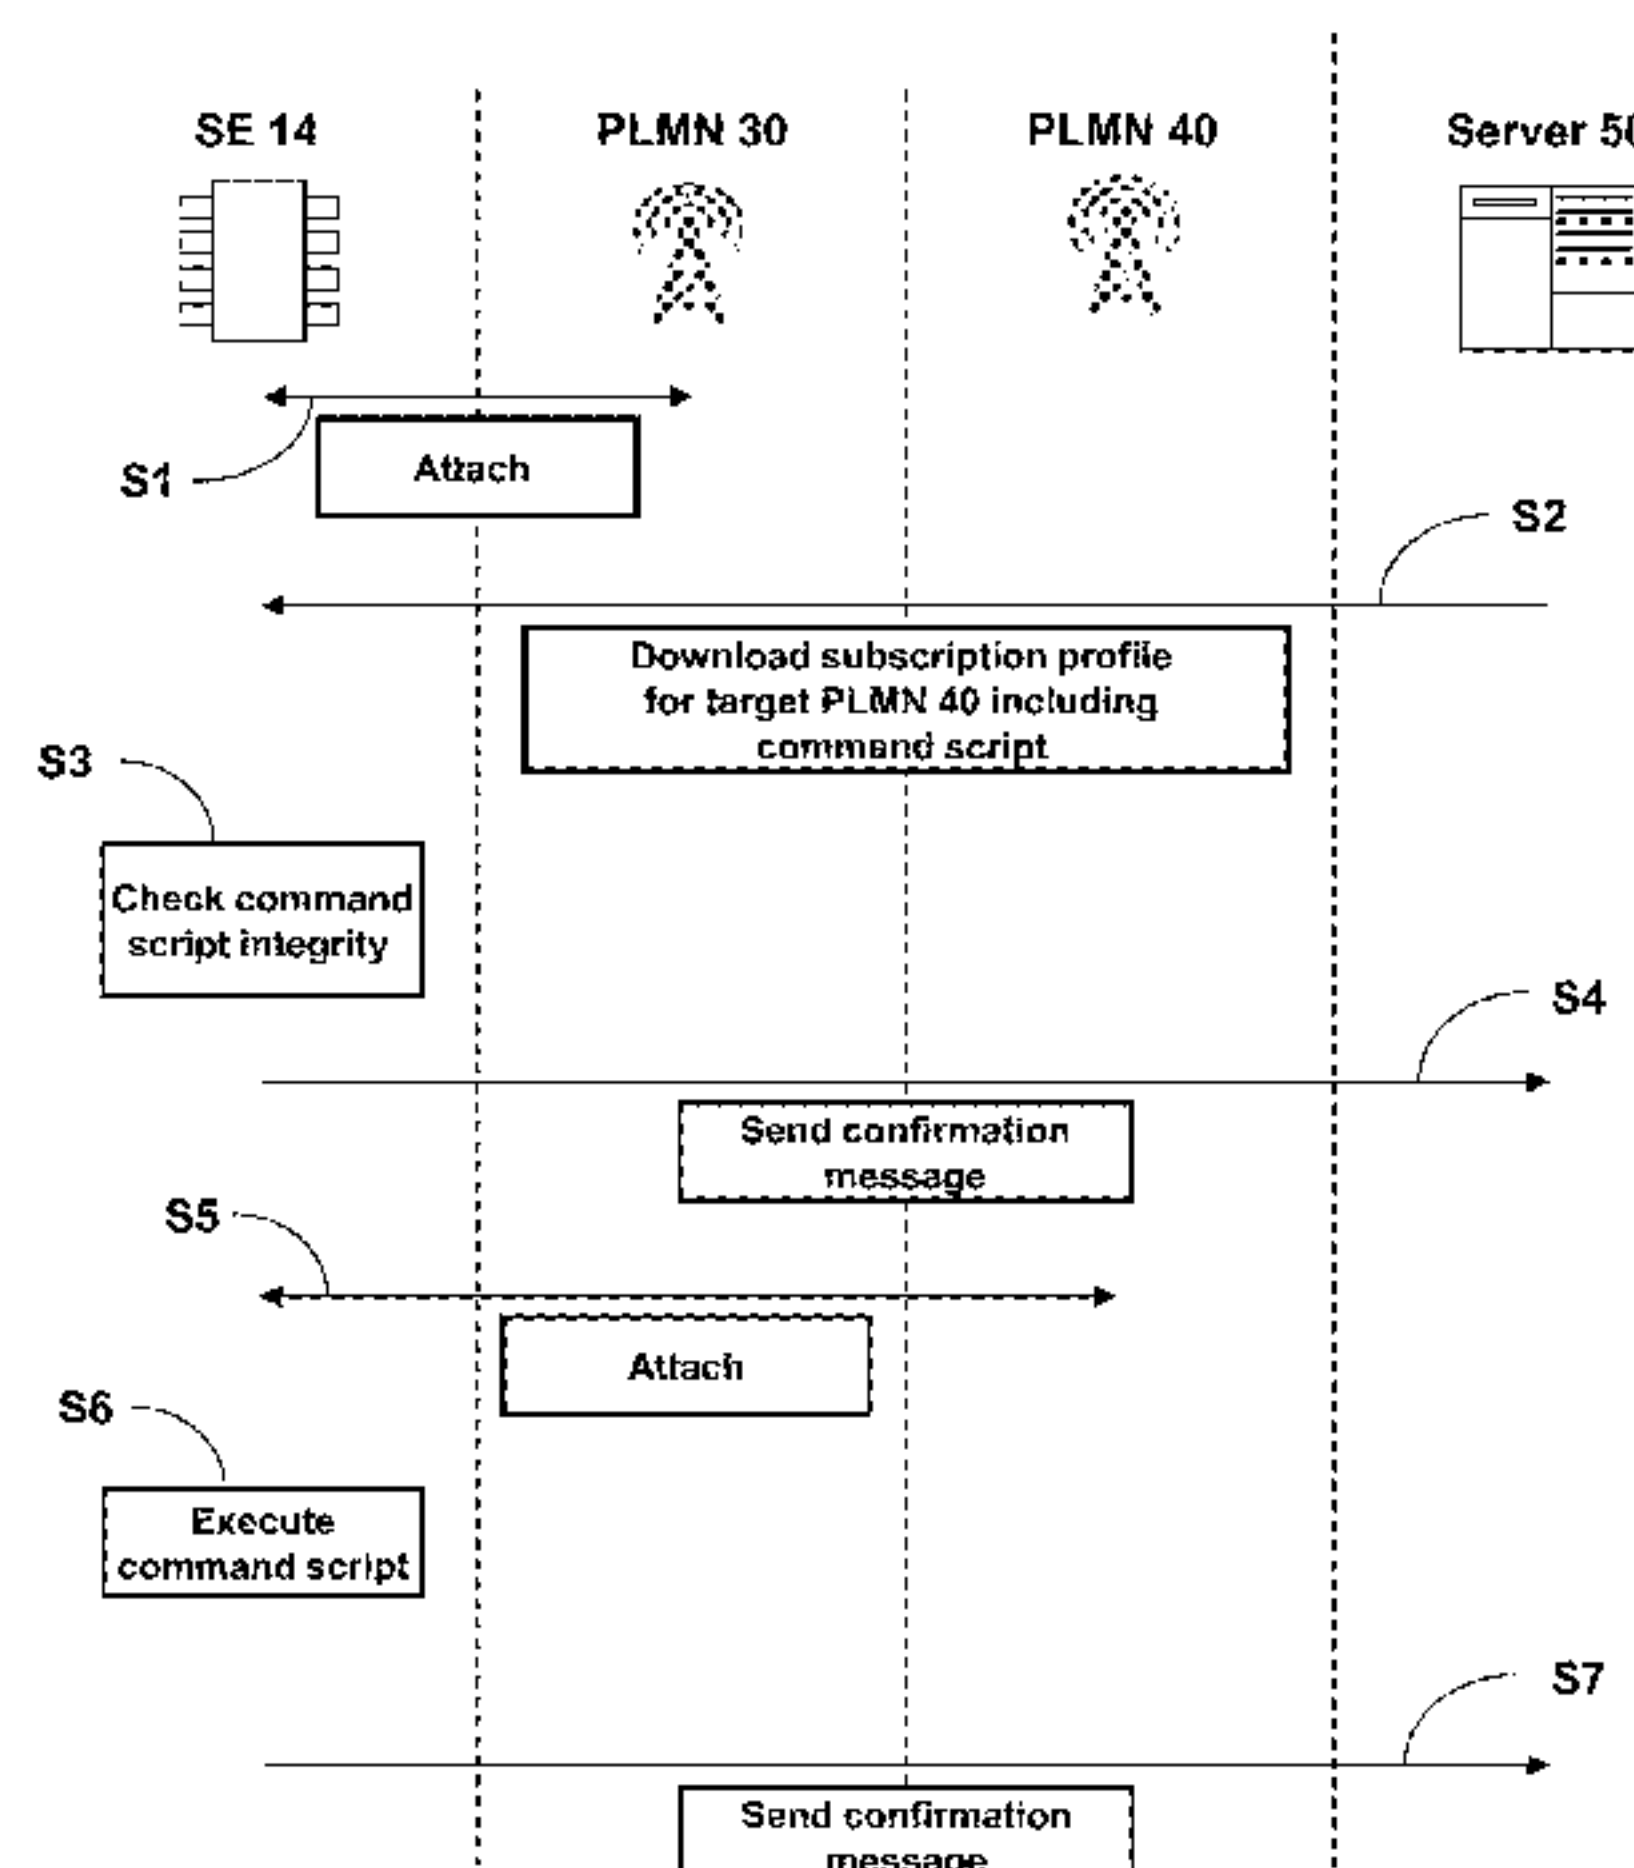 SE 14
PLMN 30
PLMN 40
Server 50
S1
Attach
S2
Download subscription profile
for target PLMN 40 including
command script
S3
Check command
script integrity
S4
Send confirmation
message
S5
Attach
S6
Execute
command script
S7
Send confirmation
message